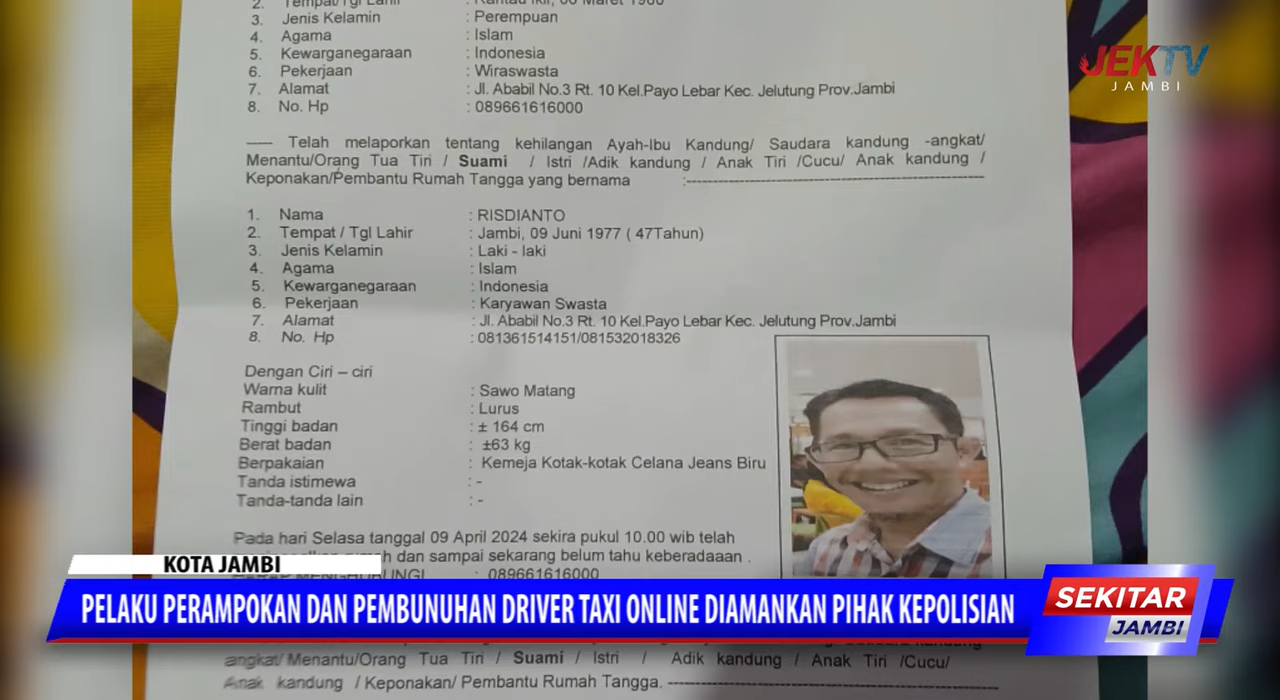 3. Jenis Kelamin : Perempuan
4. Agama : Islam
5. Kewarganegaraan : Indonesia
6. Pekerjaan : Wiraswasta
7. Alamat : Jl. Ababil No.3 Rt. 10 Kel.Payo Lebar Kec. Jelutung Prov.Jambi
8. No. Hp : 089661616000
JEKTV
JAMBI
---- Telah melaporkan tentang kehilangan Ayah-Ibu Kandung/ Saudara kandung -angkat/
Menantu/Orang Tua Tiri / Suami / Istri /Adik kandung / Anak Tiri /Cucu/ Anak kandung /
Keponakan/Pembantu Rumah Tangga yang bernama :----------------------------------------
1. Nama : RISDIANTO
2. Tempat / Tgl Lahir : Jambi, 09 Juni 1977 ( 47Tahun)
3. Jenis Kelamin : Laki - laki
4. Agama : Islam
5. Kewarganegaraan : Indonesia
6. Pekerjaan : Karyawan Swasta
7. Alamat : Jl. Ababil No.3 Rt. 10 Kel.Payo Lebar Kec. Jelutung Prov.Jambi
8. No. Hp : 081361514151/081532018326
Dengan Ciri – ciri
Warna kulit : Sawo Matang
Rambut : Lurus
Tinggi badan : ± 164 cm
Berat badan : ±63 kg
Berpakaian : Kemeja Kotak-kotak Celana Jeans Biru
Tanda istimewa : -
Tanda-tanda lain : -
Pada hari Selasa tanggal 09 April 2024 sekira pukul 10.00 wib telah
dan sampai sekarang belum tahu keberadaaan .
: 089661616000
KOTA JAMBI
PELAKU PERAMPOKAN DAN PEMBUNUHAN DRIVER TAXI ONLINE DIAMANKAN PIHAK KEPOLISIAN
SEKITAR
JAMBI
angkat/ Menantu/Orang Tua Tiri / Suami / Istri / Adik kandung / Anak Tiri /Cucu/
Anak kandung / Keponakan/ Pembantu Rumah Tangga. ----------------------------------------